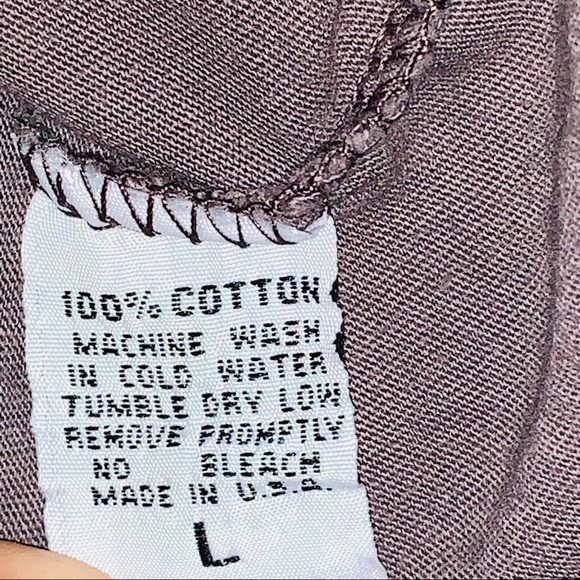 100% COTTON
MACHINE WASH
IN COLD WATER
TUMBLE DRY LOW
REMOVE PROMPTLY
NO BLEACH
MADE IN U.S.A.
L